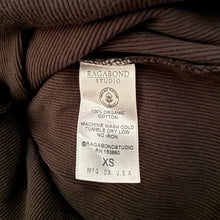 RAGABOND
STUDIO
100% ORGANIC
COTTON
MACHINE WASH COLD
TUMBLE DRY LOW
NO IRON
@RAGABONDSTUDIO
RN 153860
XS
MFG. CA. U.S.A